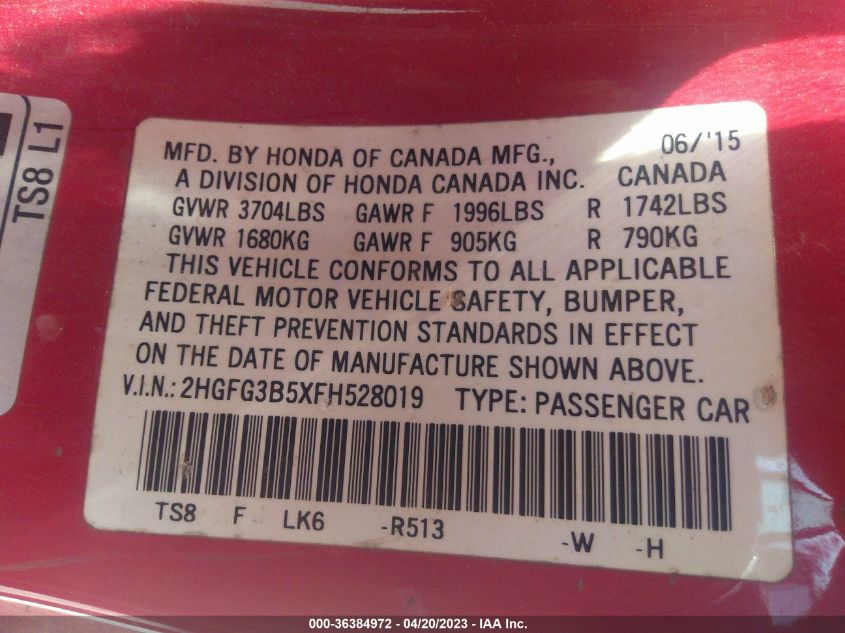 TS8 L1
MFD. BY HONDA OF CANADA MFG., 06/'15
A DIVISION OF HONDA CANADA INC. CANADA
GVWR 3704LBS GAWR F 1996LBS R 1742LBS
GVWR 1680KG GAWR F 905KG R 790KG
THIS VEHICLE CONFORMS TO ALL APPLICABLE
FEDERAL MOTOR VEHICLE SAFETY, BUMPER,
AND THEFT PREVENTION STANDARDS IN EFFECT
ON THE DATE OF MANUFACTURE SHOWN ABOVE.
V.I.N.: 2HGFG3B5XFH528019 TYPE: PASSENGER CAR
TS8 F LK6 -R513 -W -H
000-36384972 - 04/20/2023 - IAA Inc.